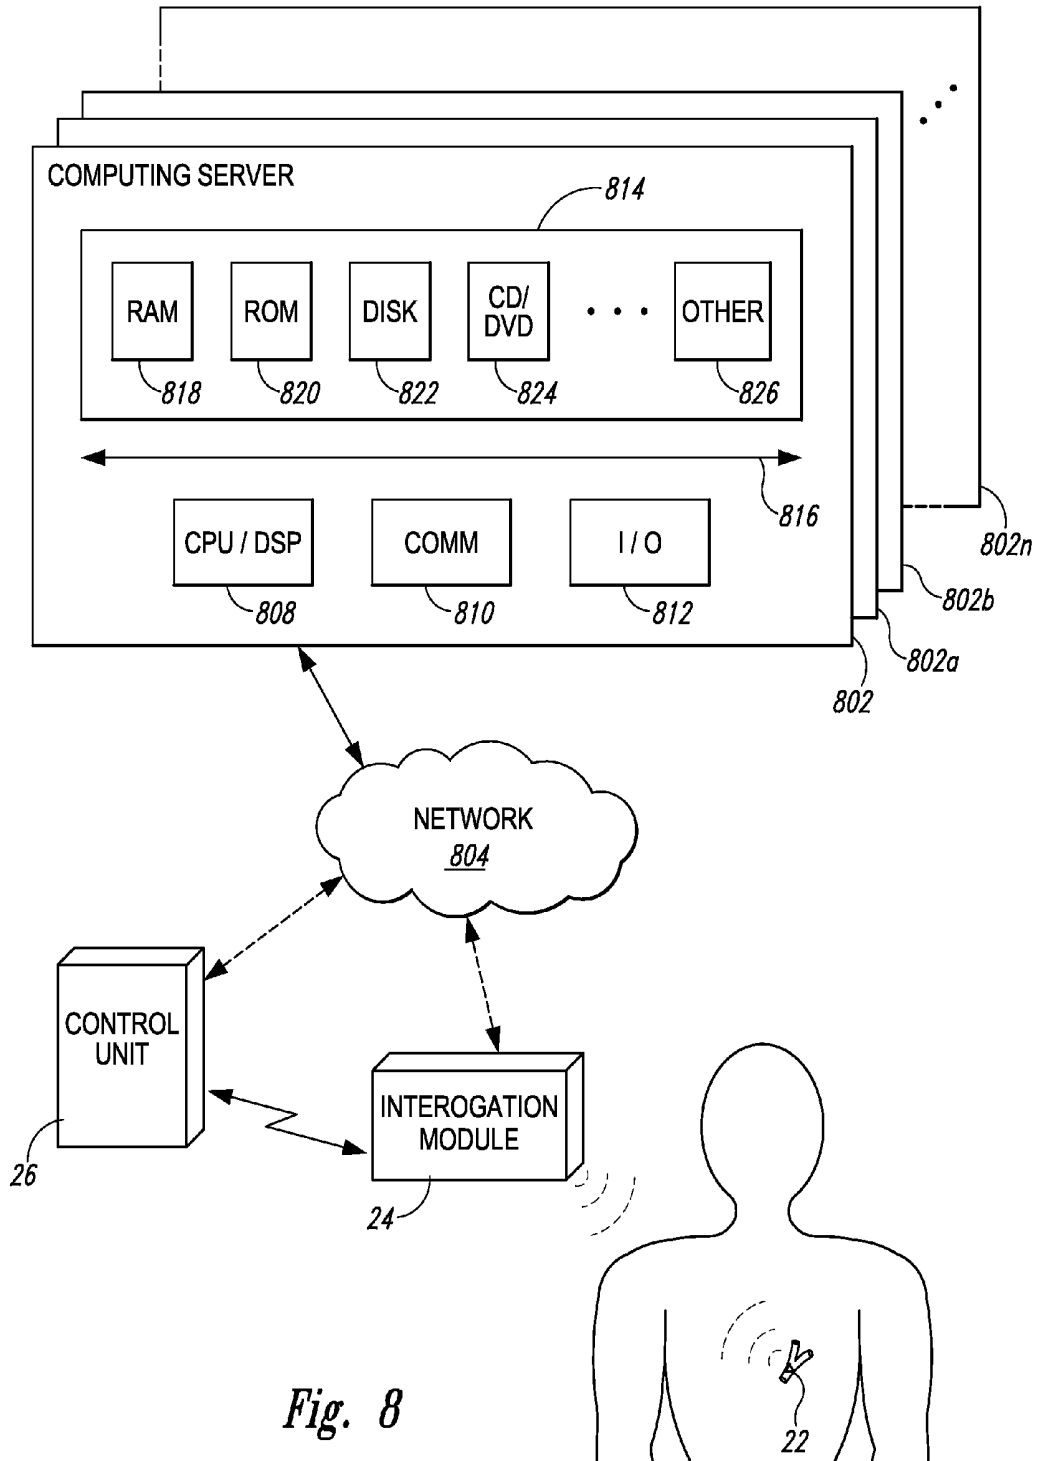 COMPUTING SERVER
814
RAM
ROM
DISK
CD/
DVD
OTHER
818
820
822
824
826
816
CPU / DSP
COMM
I / O
808
810
812
802n
802b
802a
802
NETWORK
804
CONTROL
UNIT
26
INTEROGATION
MODULE
24
22
Fig. 8